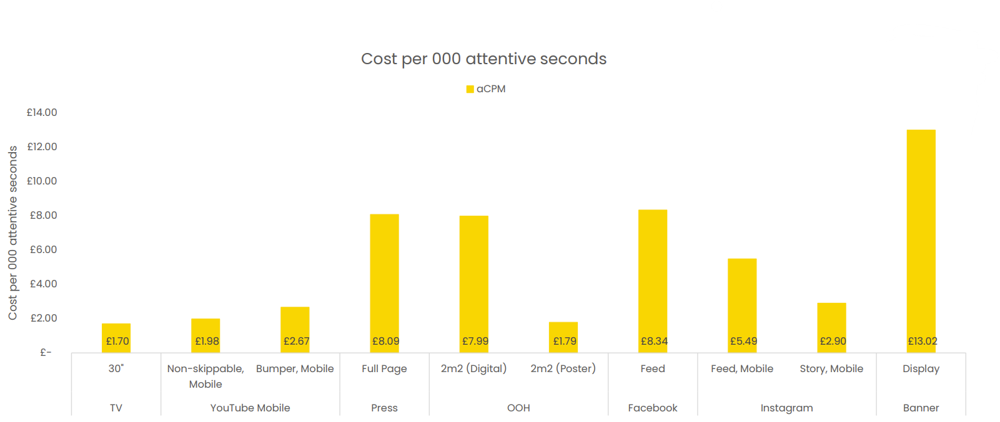 Cost per 000 attentive seconds
aCPM
Cost per 000 attentive seconds
£14.00
£12.00
£10.00
£8.00
£6.00
£4.00
£2.00
£-
£1.70
£1.98
£2.67
£8.09
£7.99
£1.79
£8.34
£5.49
£2.90
£13.02
30"
Non-skippable,
Mobile
Bumper, Mobile
Full Page
2m2 (Digital)
2m2 (Poster)
Feed
Feed, Mobile
Story, Mobile
Display
TV
YouTube Mobile
Press
OOH
Facebook
Instagram
Banner